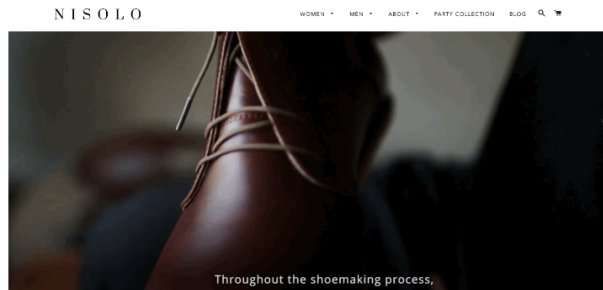 NISOLO
WOMEN MEN ABOUT PARTY COLLECTION BLOG
Throughout the shoemaking process,